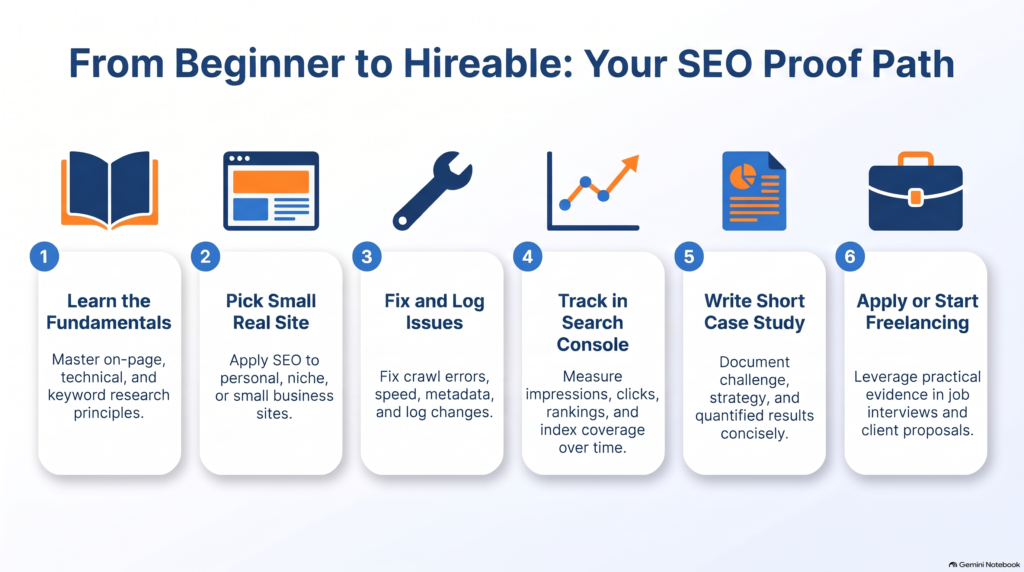 From Beginner to Hireable: Your SEO Proof Path
1
Learn the
Fundamentals
Master on-page,
technical, and
keyword research
principles.
2
Pick Small
Real Site
Apply SEO to
personal, niche,
or small business
sites.
3
Fix and Log
Issues
Fix crawl errors,
speed, metadata,
and log changes.
4
Track in
Search
Console
Measure
impressions, clicks,
rankings, and
index coverage
over time.
5
Write Short
Case Study
Document
challenge,
strategy, and
quantified results
concisely.
6
Apply or Start
Freelancing
Leverage practical
evidence in job
interviews and
client proposals.
Gemini Notebook